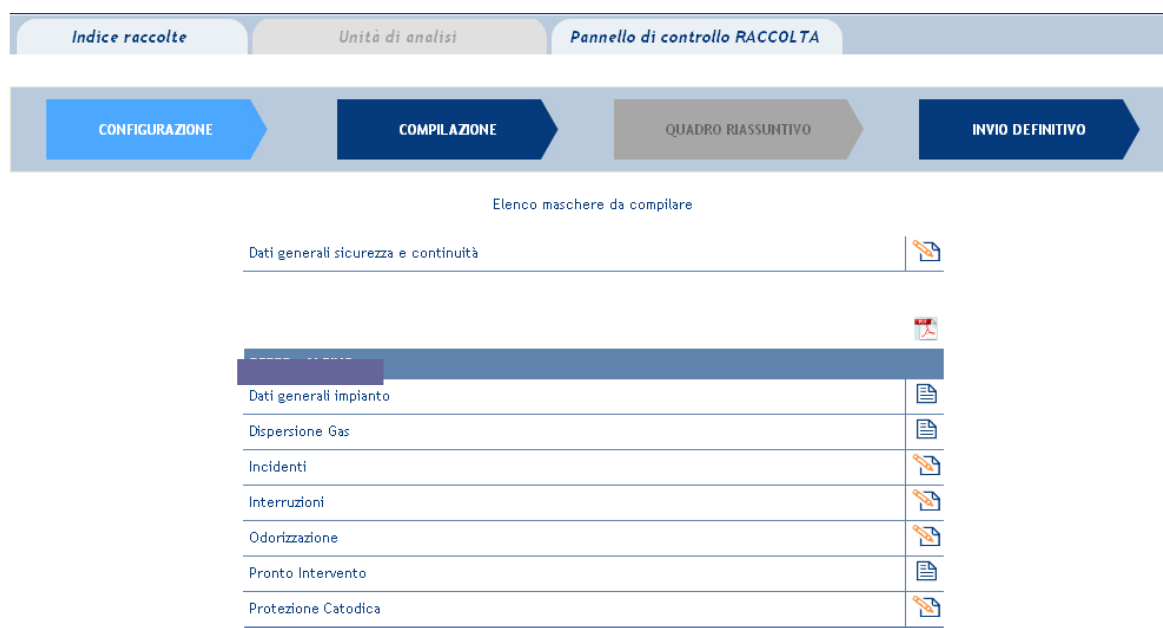 Indice raccolte
Unità di analisi
Pannello di controllo RACCOLTA
CONFIGURAZIONE
COMPILAZIONE
QUADRO RIASSUNTIVO
INVIO DEFINITIVO
Elenco maschere da compilare
Dati generali sicurezza e continuità
Dati generali impianto
Dispersione Gas
Incidenti
Interruzioni
Odorizzazione
Pronto Intervento
Protezione Catodica